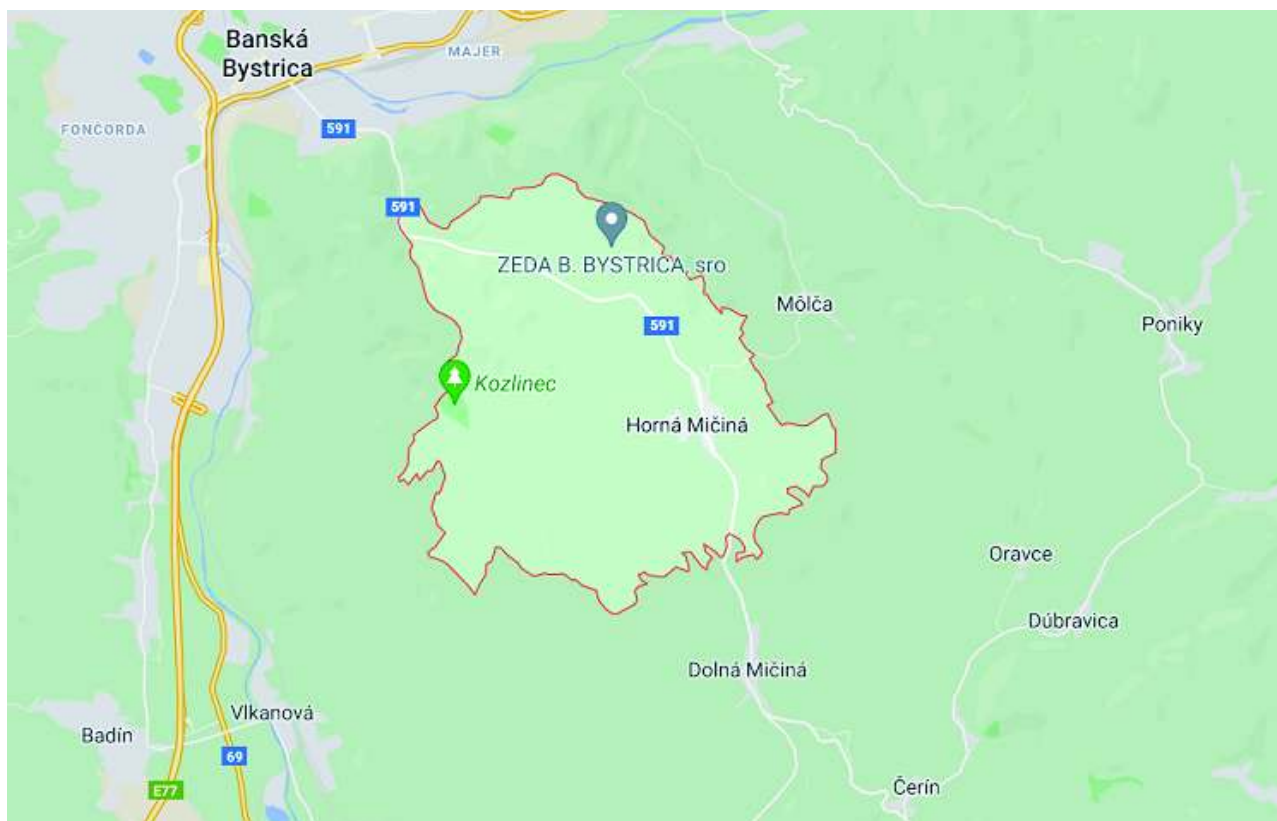 Banská
Bystrica
MAJER
FONČORDA
591
591
ZEDA B. BYSTRICA, sro
Môlča
591
Poniky
Kozlinec
Horná Mičiná
Oravce
Dúbravica
Dolná Mičiná
Vlkanová
Badín
69
E77
Čerín